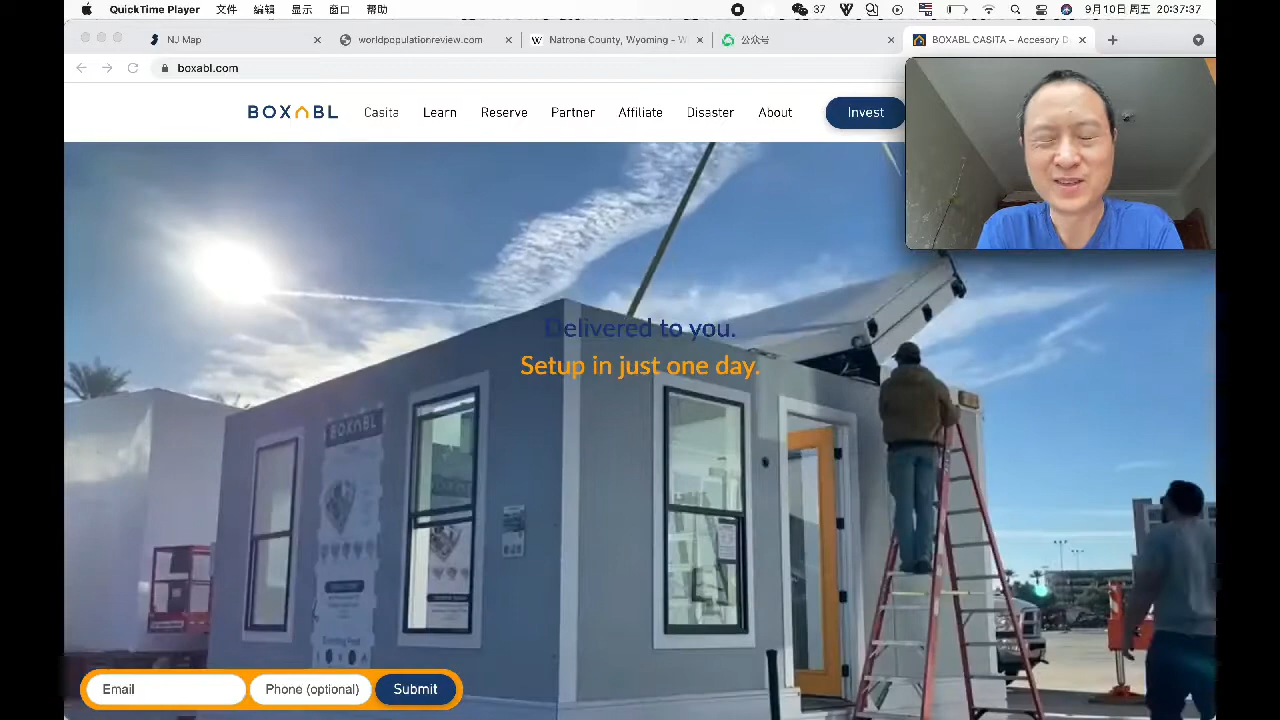 QuickTime Player 文件 编辑 显示 窗口 帮助 37 9月10日 周五 20:37:37
NJ Map
worldpopulationreview.com
Natrona County, Wyoming - W
公众号
BOXABL CASITA – Accesory D
boxabl.com
BOXABL Casita Learn Reserve Partner Affiliate Disaster About Invest
Delivered to you.
Setup in just one day.
BOXABL
Email Phone (optional) Submit